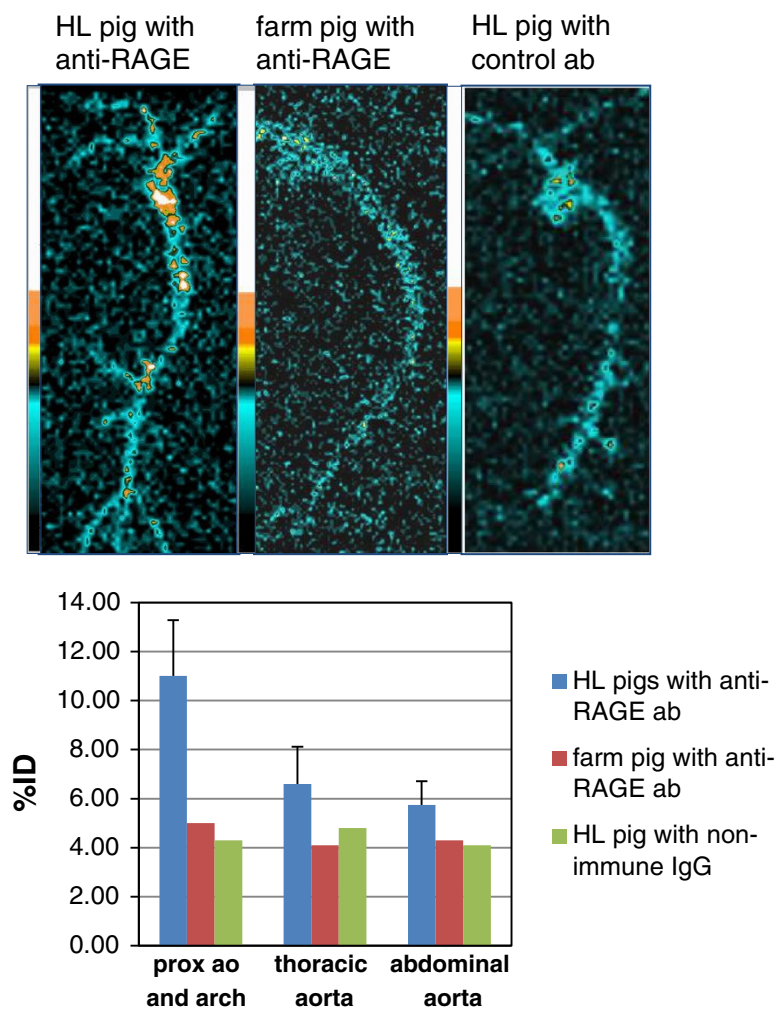 HL pig with
anti-RAGE
farm pig with
anti-RAGE
HL pig with
control ab
14.00
12.00
10.00
8.00
6.00
4.00
2.00
0.00
%ID
prox ao
and arch
thoracic
aorta
abdominal
aorta
HL pigs with anti-
RAGE ab
farm pig with anti-
RAGE ab
HL pig with non-
immune IgG